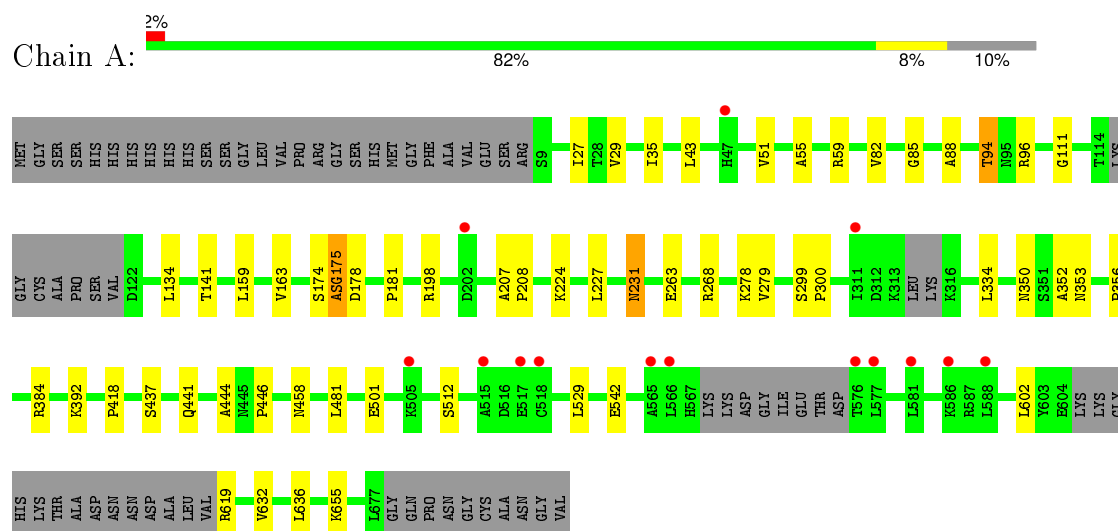 2%
Chain A:
82% 8% 10%
MET GLY SER SER HIS HIS HIS HIS HIS HIS SER SER GLY LEU VAL PRO ARG GLY SER HIS MET GLY PHE ALA VAL GLU SER ARG S9 I27 T28 V29 I35 L43 H47 V51 A55 R59 V82 G85 A88 T94 N95 R96 G111 T114 LYS
GLY CYS ALA PRO SER VAL D122 L134 T141 L159 V163 S174 ASG175 D178 P181 R198 D202 A207 P208 K224 L227 N231 E263 R268 K278 V279 S299 P300 I311 D312 K313 LEU LYS K316 L334 N350 S351 A352 N353
R384 K392 P418 S437 Q441 A444 N445 P446 N458 L481 E501 K505 S512 A515 D516 E517 C518 L529 E542 A565 L566 H567 LYS LYS ASP GLY ILE GLU THR ASP T576 L577 L581 K586 R587 L588 L602 Y603 E604 LYS LYS GLY
HIS LYS THR ALA ASP ASN ASN ASP ALA LEU VAL R619 V632 L636 K655 L677 GLY GLN PRO ASN GLY CYS ALA ASN GLY VAL